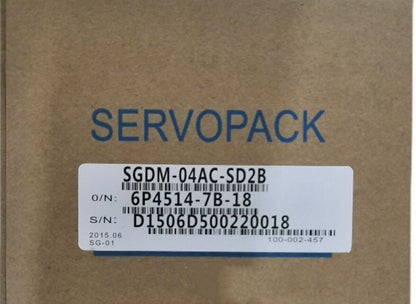 SERVOPACK
SGDM-04AC-SD2B
O/N: 6P4514-7B-18
S/N: D1506D500220018
2015.06
SG-01 100-002-457